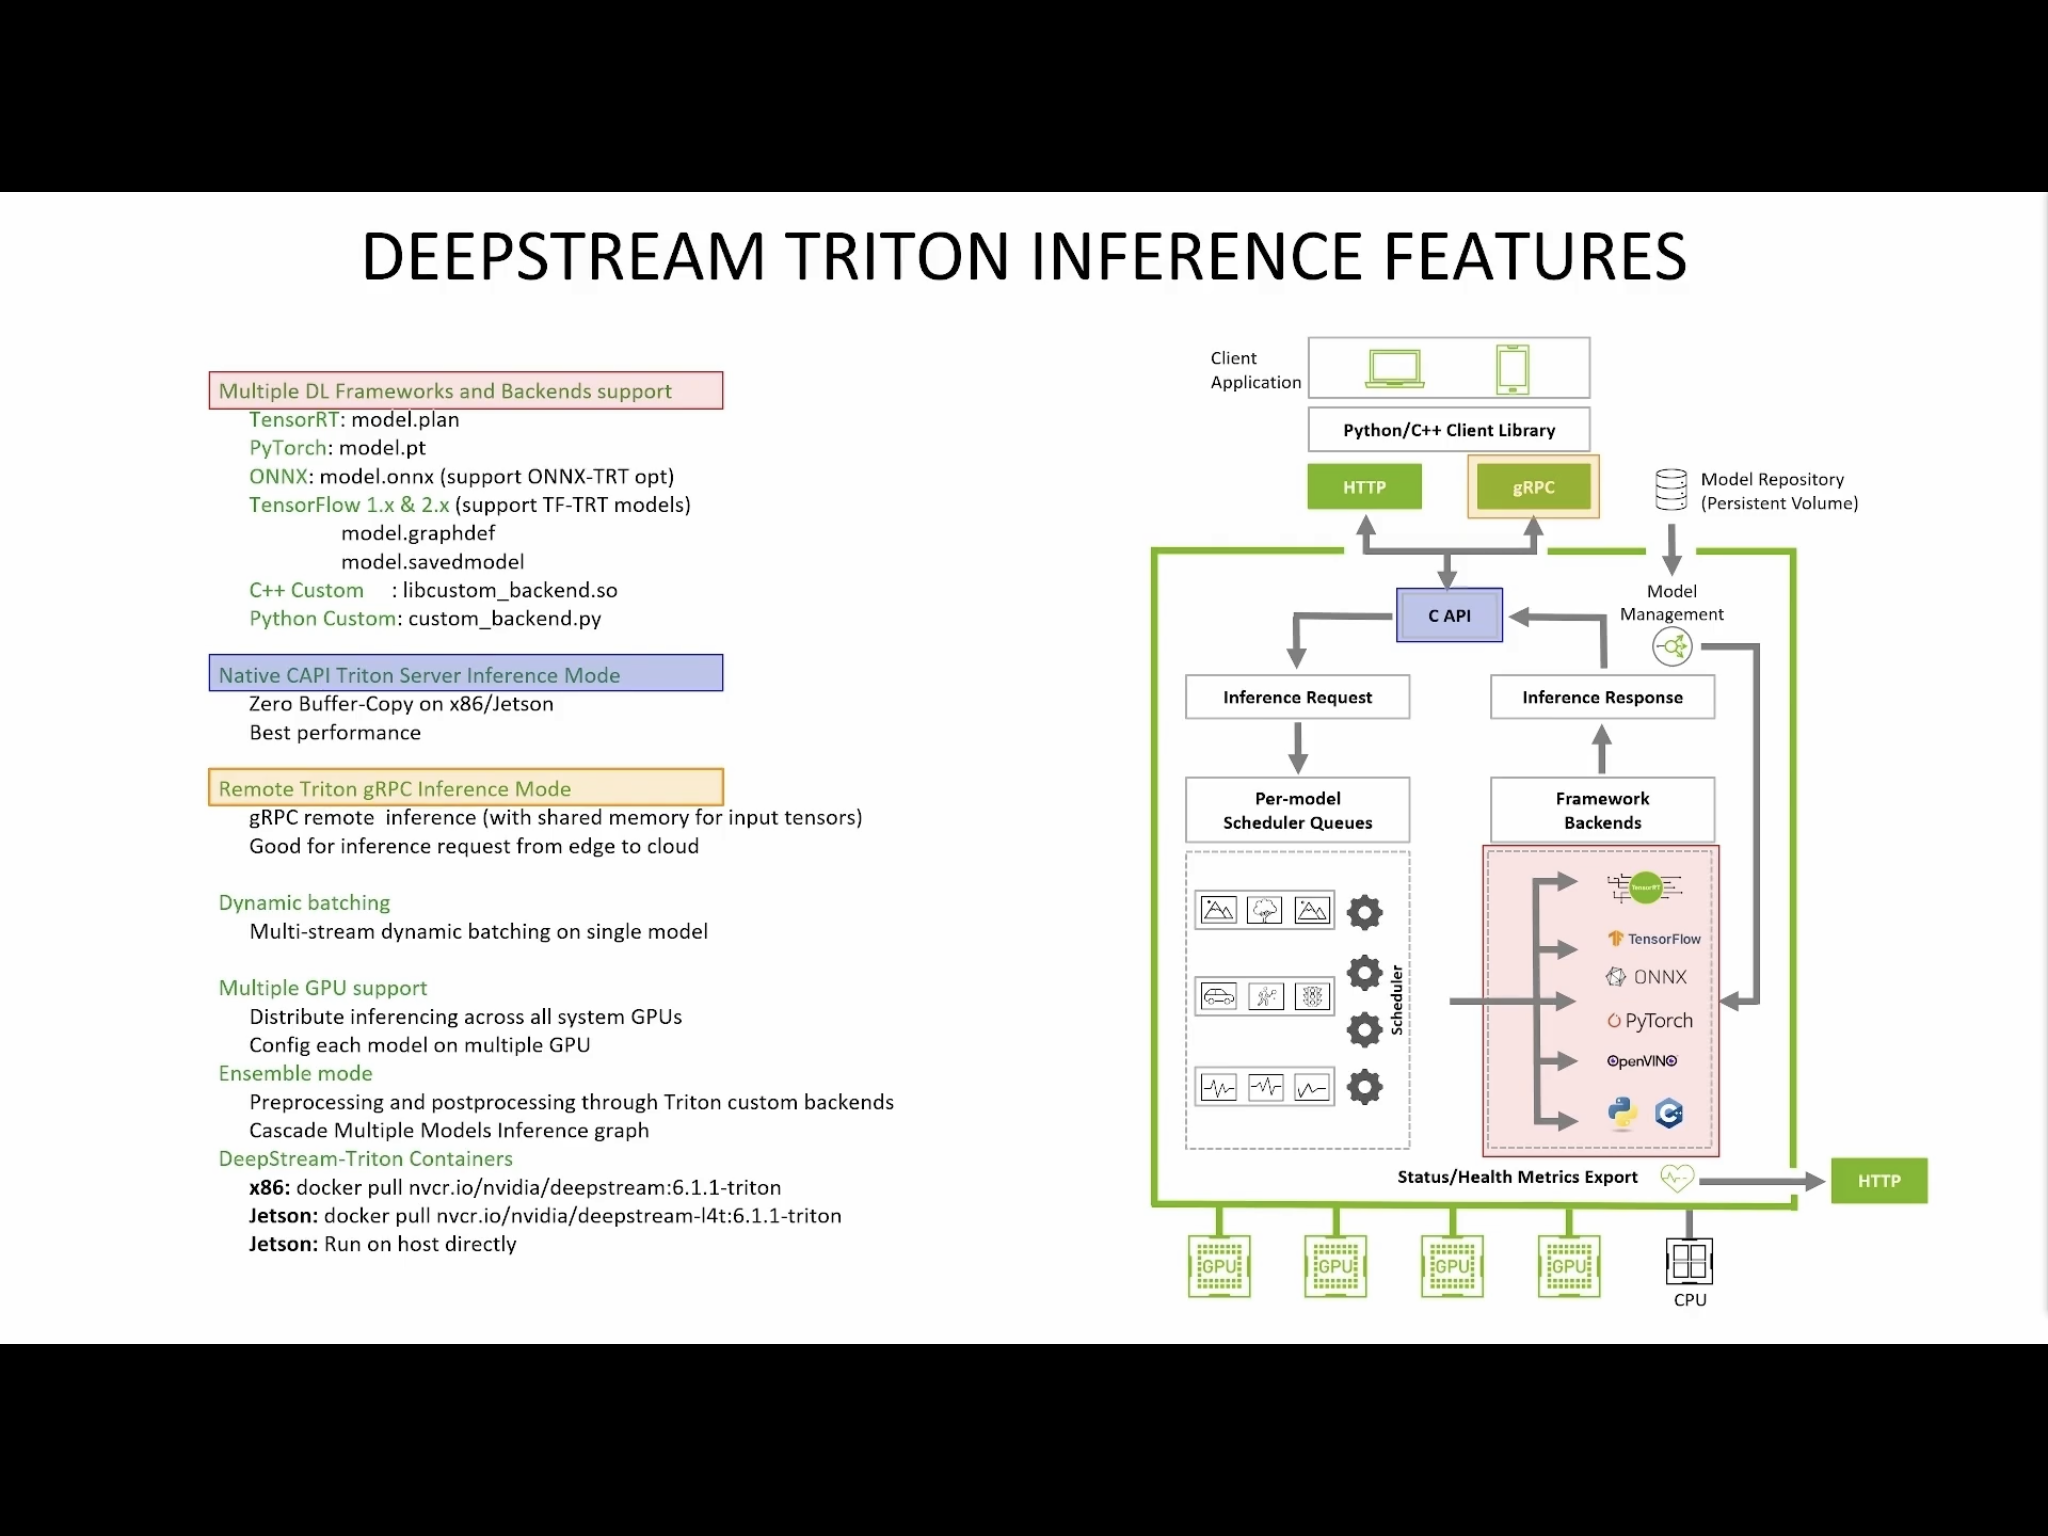 DEEPSTREAM TRITON INFERENCE FEATURES
Multiple DL Frameworks and Backends support
TensorRT: model.plan
PyTorch: model.pt
ONNX: model.onnx (support ONNX-TRT opt)
TensorFlow 1.x & 2.x (support TF-TRT models)
model.graphdef
model.savedmodel
C++ Custom : libcustom_backend.so
Python Custom: custom_backend.py
Native CAPI Triton Server Inference Mode
Zero Buffer-Copy on x86/Jetson
Best performance
Remote Triton gRPC Inference Mode
gRPC remote inference (with shared memory for input tensors)
Good for inference request from edge to cloud
Dynamic batching
Multi-stream dynamic batching on single model
Multiple GPU support
Distribute inferencing across all system GPUs
Config each model on multiple GPU
Ensemble mode
Preprocessing and postprocessing through Triton custom backends
Cascade Multiple Models Inference graph
DeepStream-Triton Containers
x86: docker pull nvcr.io/nvidia/deepstream:6.1.1-triton
Jetson: docker pull nvcr.io/nvidia/deepstream-l4t:6.1.1-triton
Jetson: Run on host directly
Client
Application
Python/C++ Client Library
HTTP
gRPC
Model Repository
(Persistent Volume)
C API
Model
Management
Inference Request
Inference Response
Per-model
Scheduler Queues
Framework
Backends
Scheduler
TensorRT
TensorFlow
ONNX
PyTorch
OpenVINO
C++
Status/Health Metrics Export
HTTP
GPU
GPU
GPU
GPU
CPU